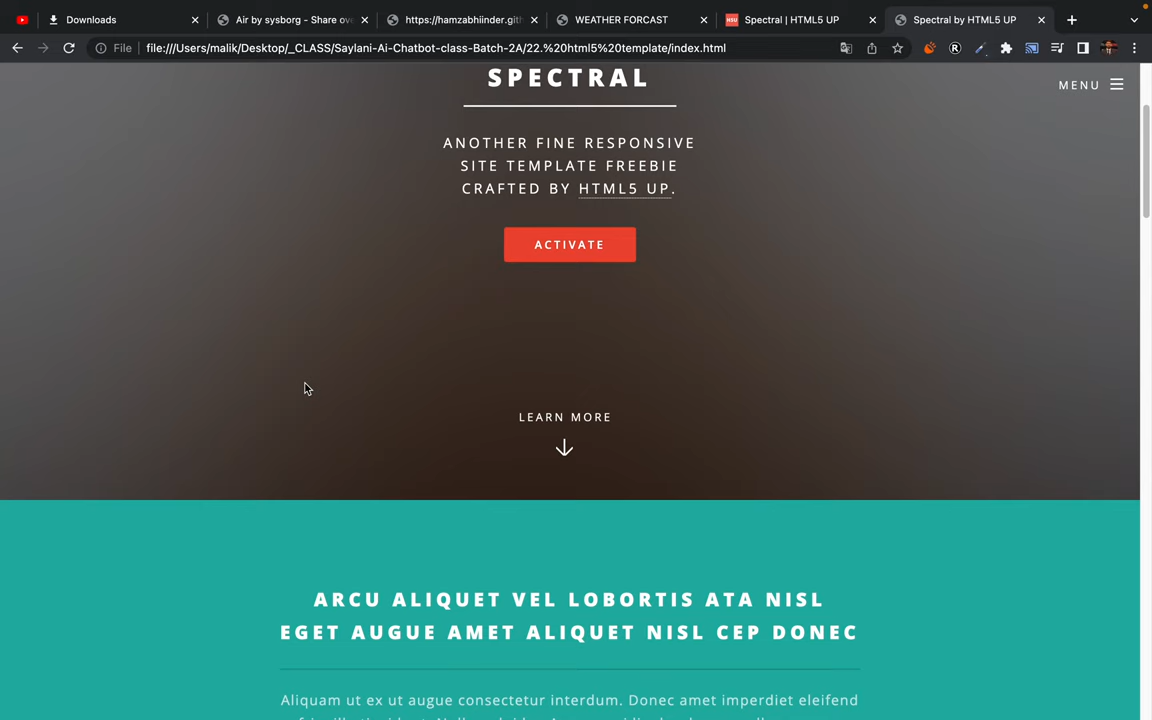 Downloads
Air by sysborg - Share ove
https://hamzabhiinder.gith
WEATHER FORCAST
HSU
Spectral | HTML5 UP
Spectral by HTML5 UP
File
file:///Users/malik/Desktop/_CLASS/Saylani-Ai-Chatbot-class-Batch-2A/22.%20html5%20template/index.html
SPECTRAL
MENU
ANOTHER FINE RESPONSIVE
SITE TEMPLATE FREEBIE
CRAFTED BY HTML5 UP.
ACTIVATE
LEARN MORE
ARCU ALIQUET VEL LOBORTIS ATA NISL
EGET AUGUE AMET ALIQUET NISL CEP DONEC
Aliquam ut ex ut augue consectetur interdum. Donec amet imperdiet eleifend